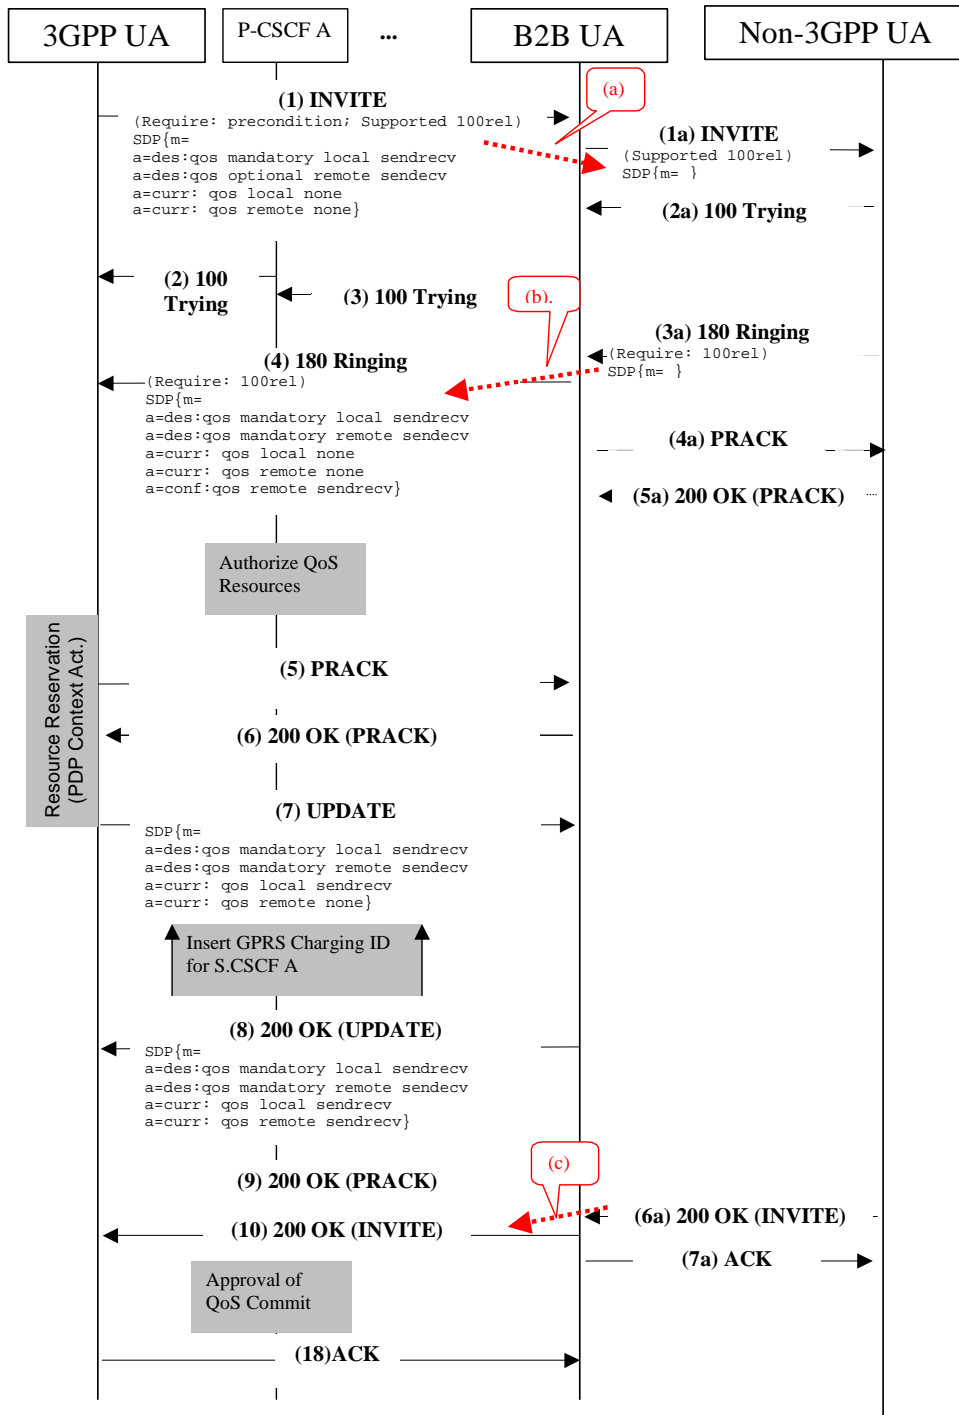 3GPP UA
P-CSCF A
...
B2B UA
Non-3GPP UA
(1) INVITE
(a)
(Require: precondition; Supported 100rel)
SDP{m=
a=des:qos mandatory local sendrecv
a=des:qos optional remote sendecv
a=curr: qos local none
a=curr: qos remote none}
(1a) INVITE
(Supported 100rel)
SDP{m= }
(2a) 100 Trying
(2) 100
Trying
(3) 100 Trying
(b).
(3a) 180 Ringing
(Require: 100rel)
SDP{m= }
(4) 180 Ringing
(Require: 100rel)
SDP{m=
a=des:qos mandatory local sendrecv
a=des:qos mandatory remote sendecv
a=curr: qos local none
a=curr: qos remote none
a=conf:qos remote sendrecv}
(4a) PRACK
(5a) 200 OK (PRACK)
Authorize QoS
Resources
Resource Reservation
(PDP Context Act.)
(5) PRACK
(6) 200 OK (PRACK)
(7) UPDATE
SDP{m=
a=des:qos mandatory local sendrecv
a=des:qos mandatory remote sendecv
a=curr: qos local sendrecv
a=curr: qos remote none}
Insert GPRS Charging ID
for S.CSCF A
(8) 200 OK (UPDATE)
SDP{m=
a=des:qos mandatory local sendrecv
a=des:qos mandatory remote sendecv
a=curr: qos local sendrecv
a=curr: qos remote sendrecv}
(c)
(9) 200 OK (PRACK)
(6a) 200 OK (INVITE)
(10) 200 OK (INVITE)
(7a) ACK
Approval of
QoS Commit
(18)ACK